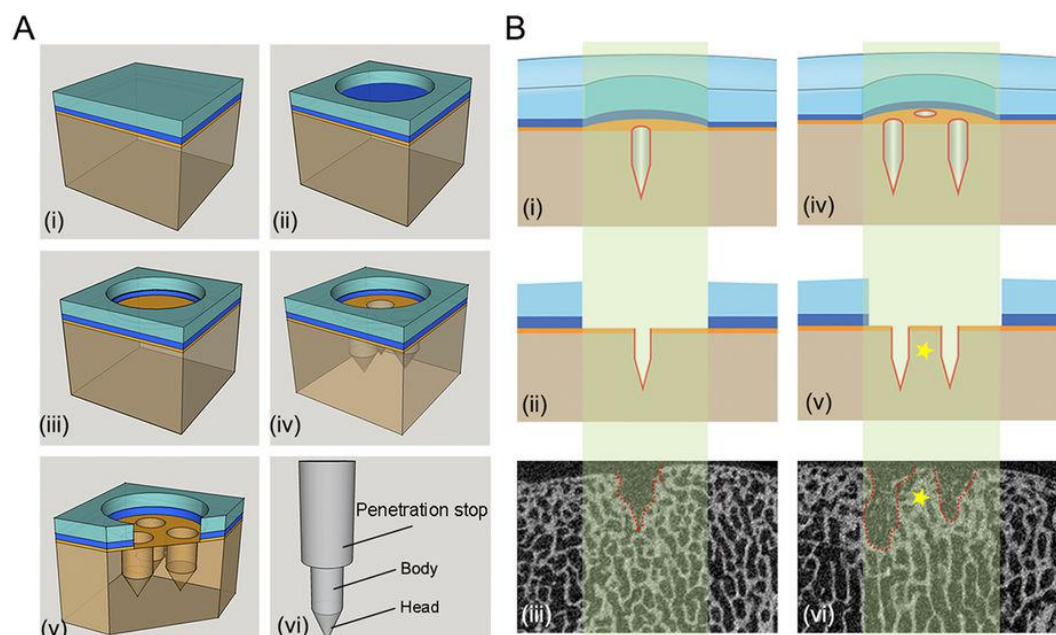 A
(i)
(ii)
(iii)
(iv)
(v)
(vi)
Penetration stop
Body
Head
B
(i)
(iv)
(ii)
(v)
(iii)
(vi)